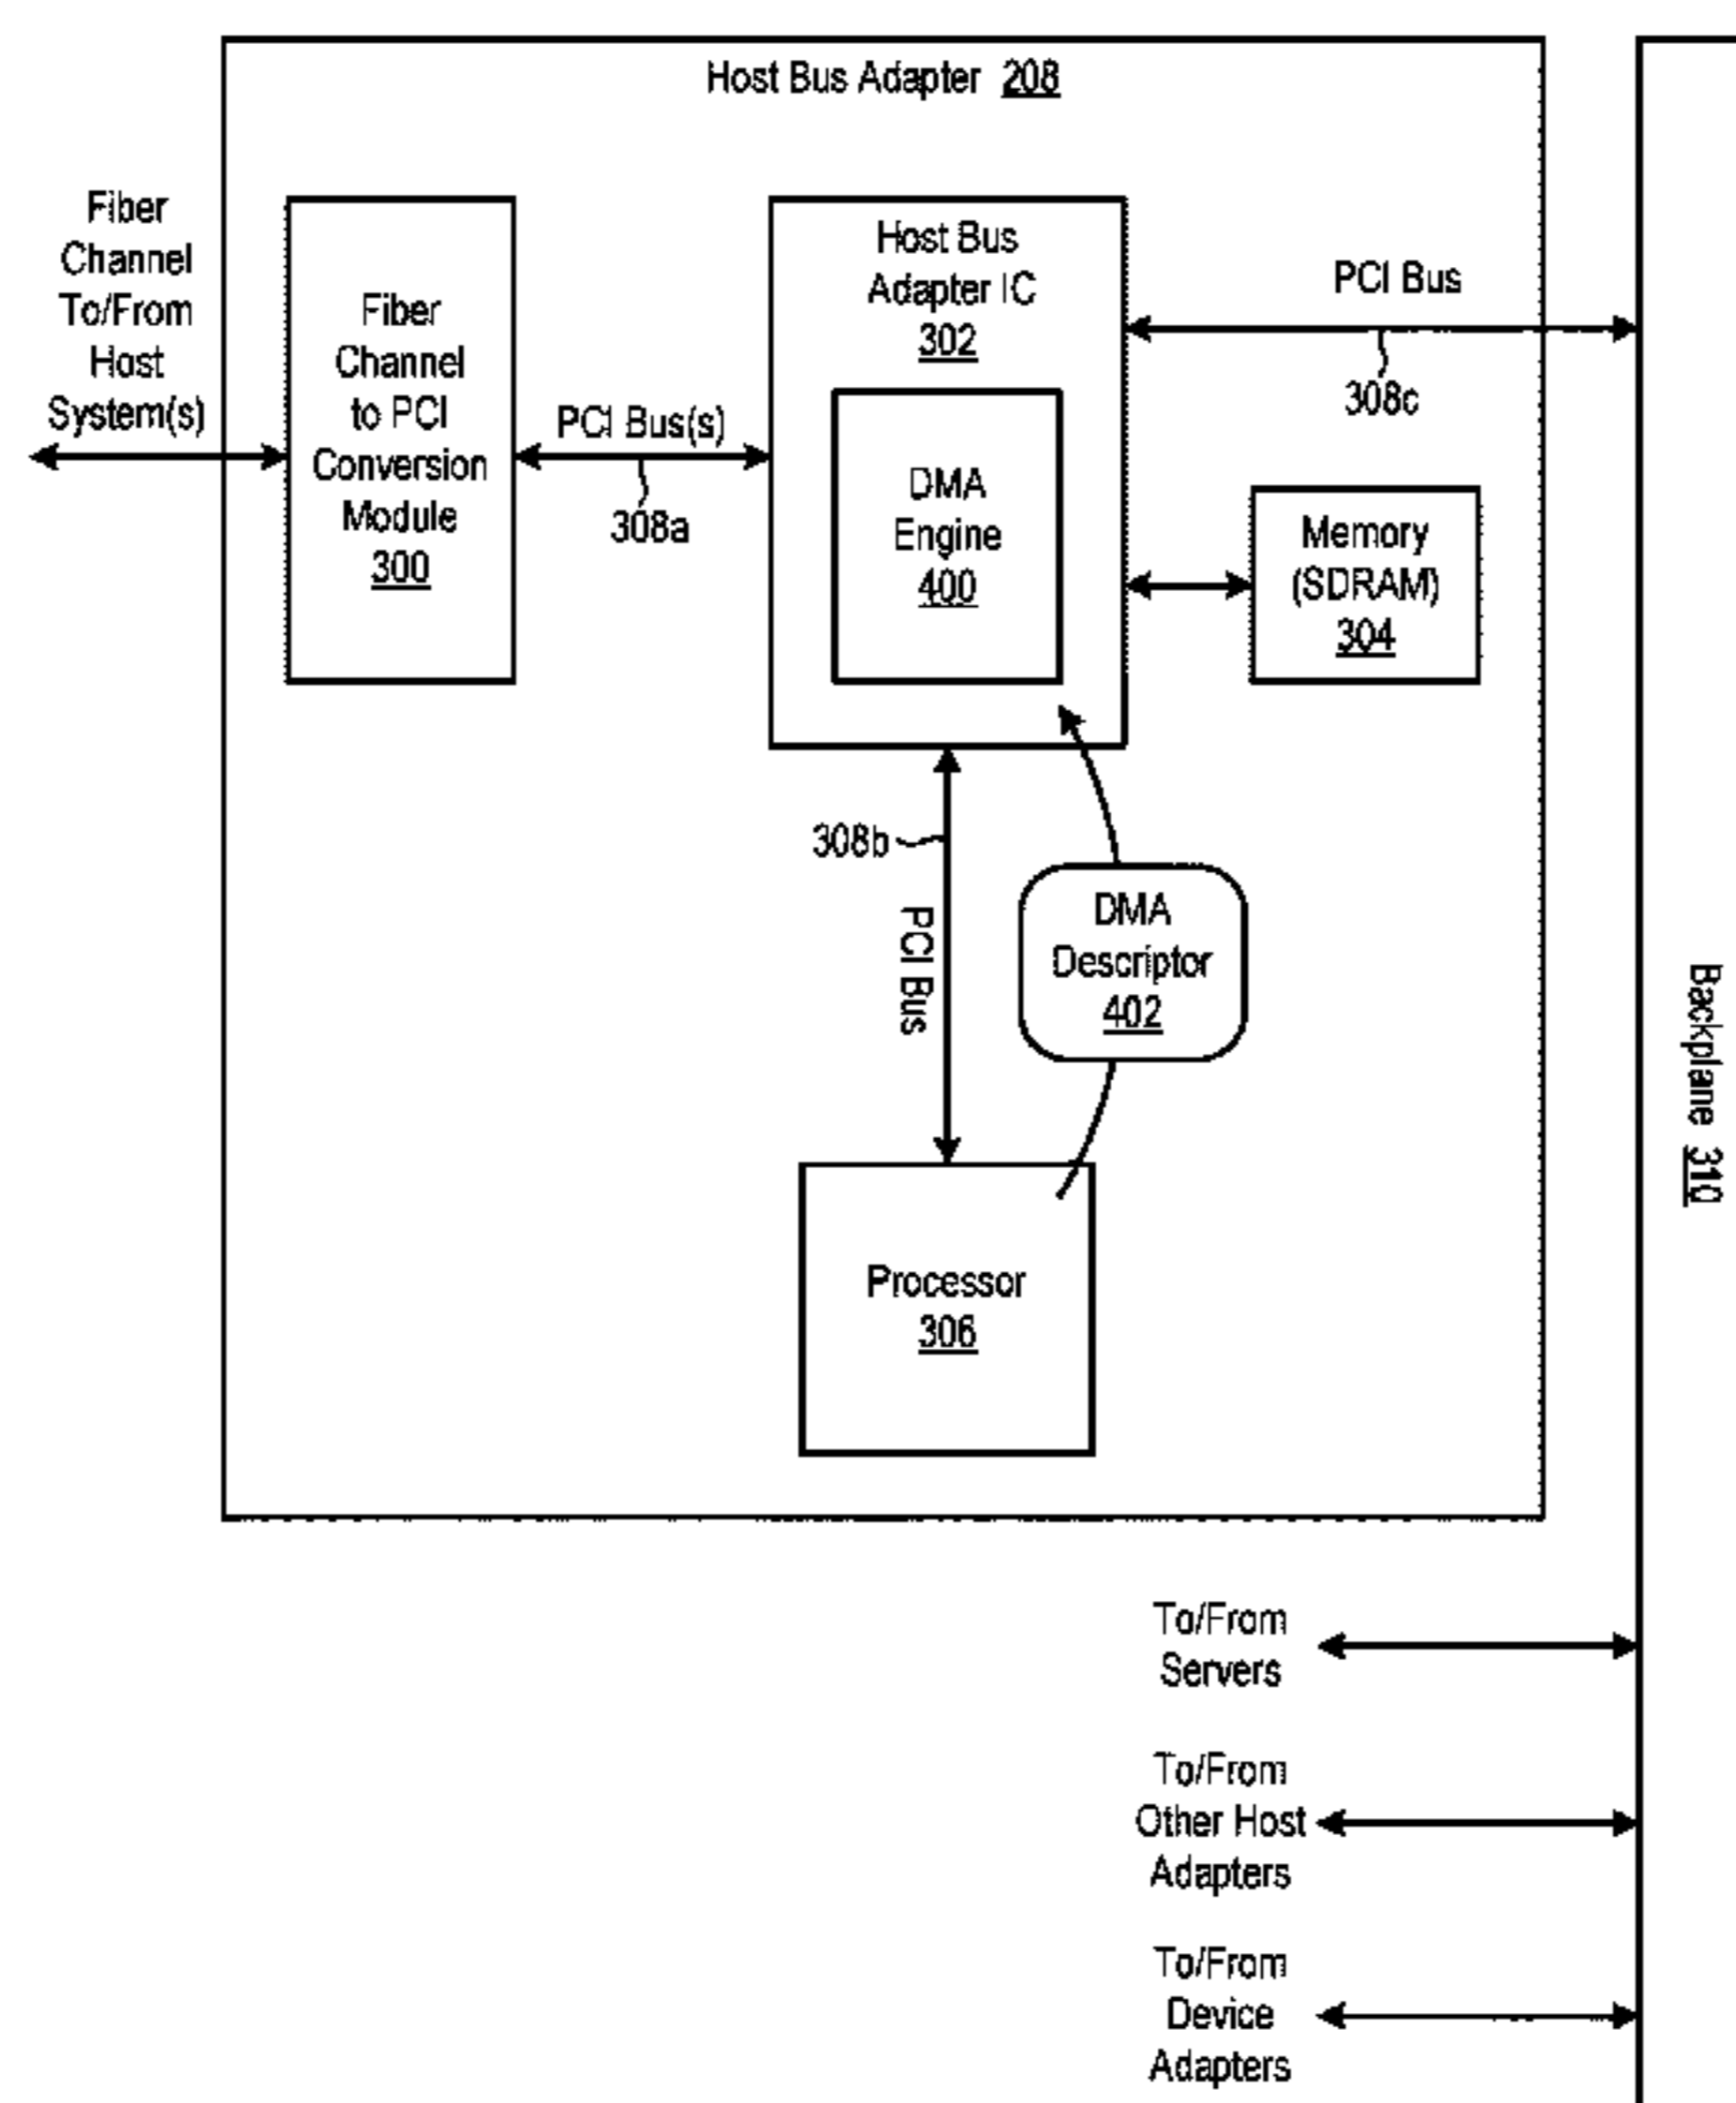 Host Bus Adapter 208
Fiber
Channel
To/From
Host
System(s)
Fiber
Channel
to PCI
Conversion
Module
300
PCI Bus(s)
308a
Host Bus
Adapter IC
302
DMA
Engine
400
PCI Bus
308c
Memory
(SDRAM)
304
308b
PCI Bus
DMA
Descriptor
402
Processor
306
Backplane 310
To/From
Servers
To/From
Other Host
Adapters
To/From
Device
Adapters